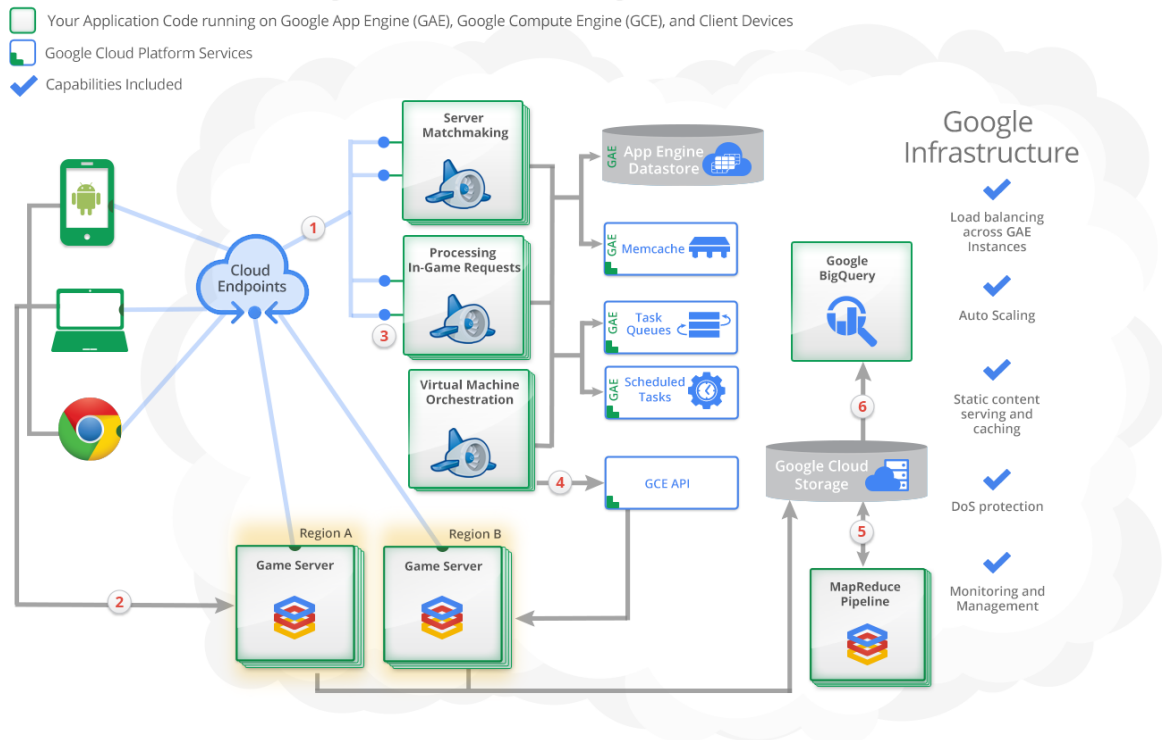 Your Application Code running on Google App Engine (GAE), Google Compute Engine (GCE), and Client Devices
Google Cloud Platform Services
Capabilities Included
Server
Matchmaking
Google
Infrastructure
GAE
App Engine
Datastore
Load balancing
across GAE
Instances
1
Cloud
Endpoints
Processing
In-Game Requests
GAE
Memcache
Google
BigQuery
Auto Scaling
3
GAE
Task
Queues
Virtual Machine
Orchestration
GAE
Scheduled
Tasks
6
Static content
serving and
caching
4
GCE API
Google Cloud
Storage
DoS protection
Region A
Region B
5
Game Server
Game Server
2
MapReduce
Pipeline
Monitoring and
Management